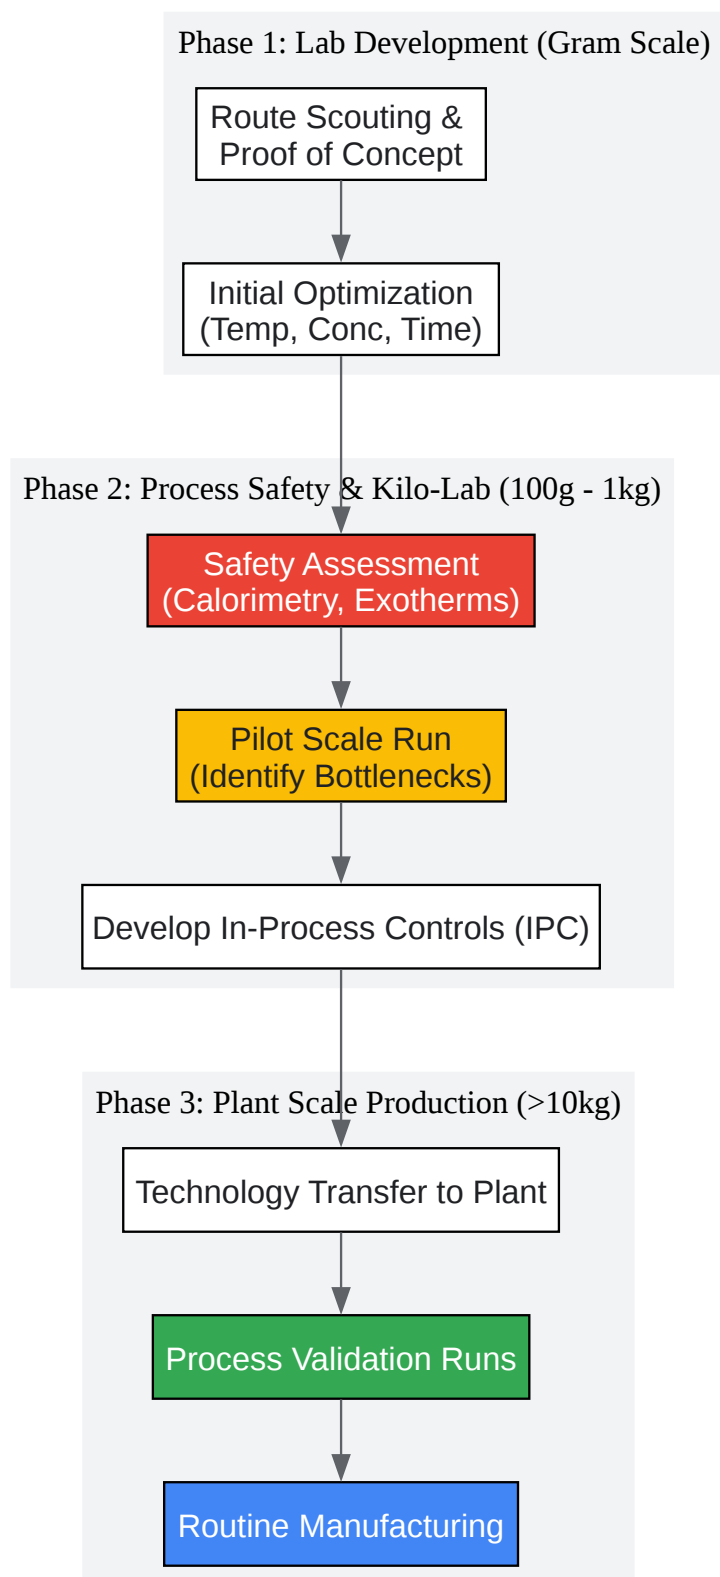 Phase 1: Lab Development (Gram Scale)
Route Scouting &
Proof of Concept
Initial Optimization
(Temp, Conc, Time)
Phase 2: Process Safety & Kilo-Lab (100g - 1kg)
Safety Assessment
(Calorimetry, Exotherms)
Pilot Scale Run
(Identify Bottlenecks)
Develop In-Process Controls (IPC)
Phase 3: Plant Scale Production (>10kg)
Technology Transfer to Plant
Process Validation Runs
Routine Manufacturing